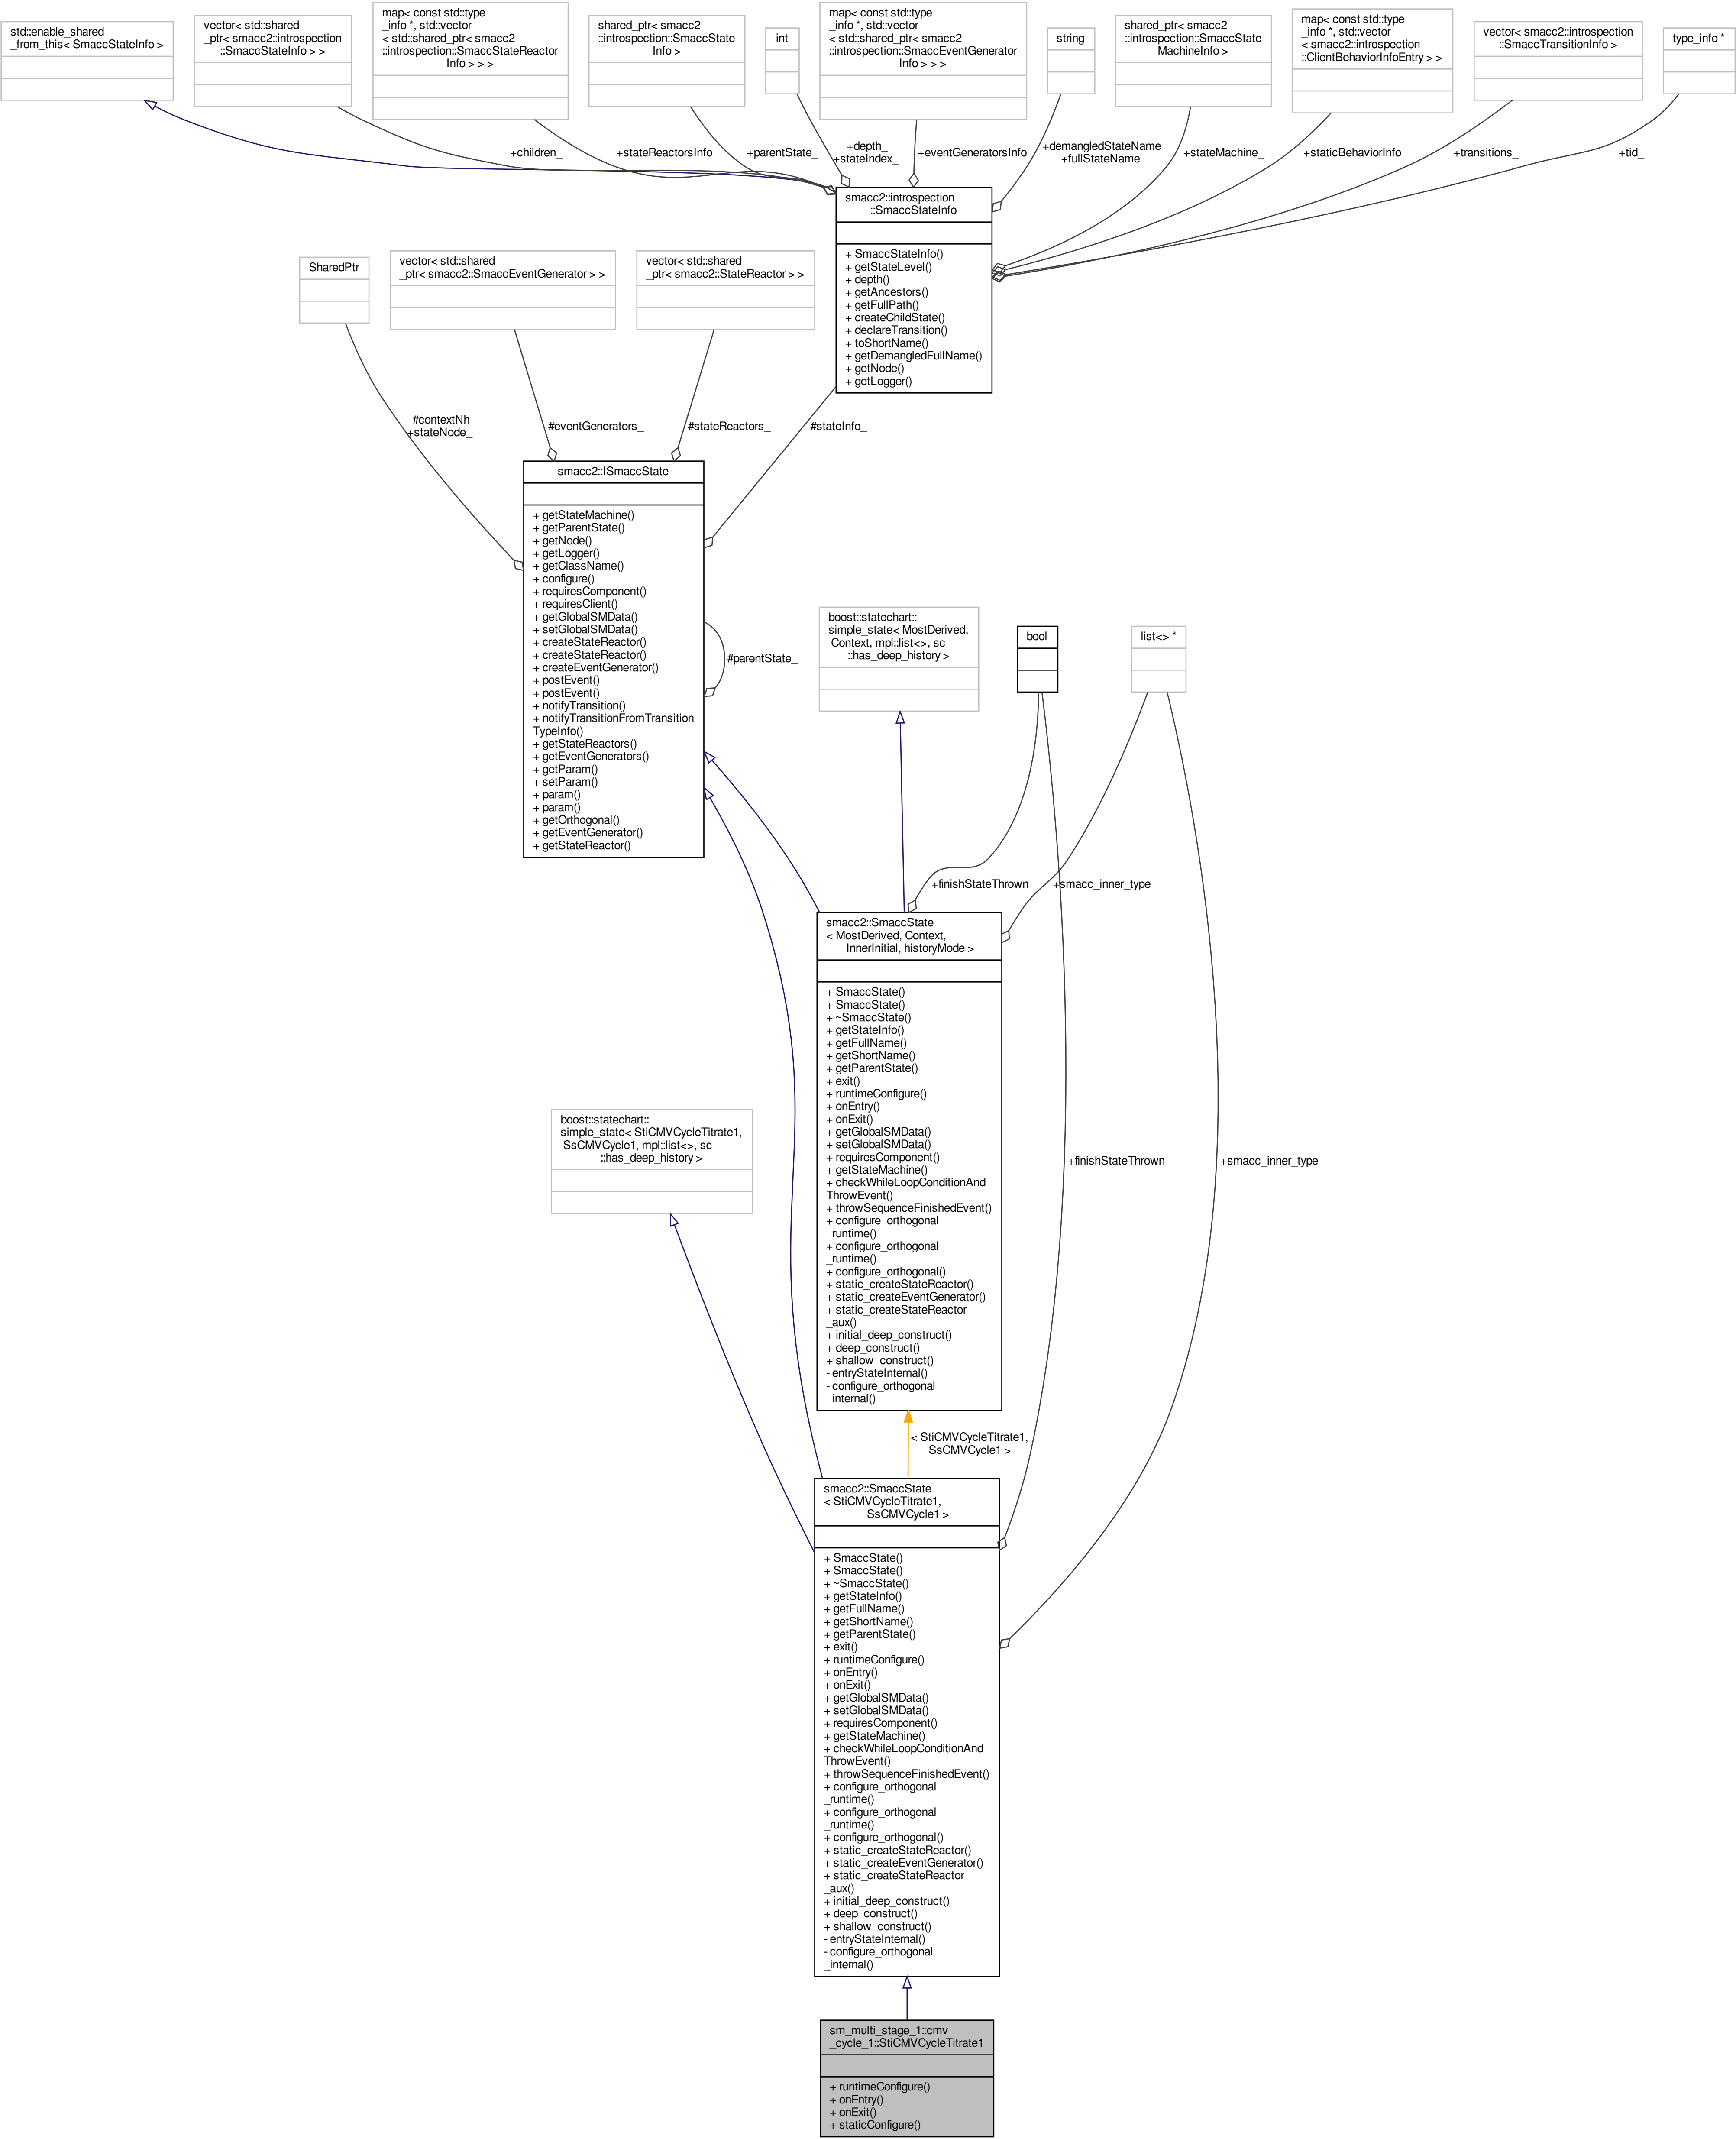 std::enable_shared
_from_this< SmaccStateInfo >
vector< std::shared
_ptr< smacc2::introspection
::SmaccStateInfo > >
map< const std::type
_info *, std::vector
< std::shared_ptr< smacc2
::introspection::SmaccStateReactor
Info > > >
shared_ptr< smacc2
::introspection::SmaccState
Info >
int
map< const std::type
_info *, std::vector
< std::shared_ptr< smacc2
::introspection::SmaccEventGenerator
Info > > >
string
shared_ptr< smacc2
::introspection::SmaccState
MachineInfo >
map< const std::type
_info *, std::vector
< smacc2::introspection
::ClientBehaviorInfoEntry > >
vector< smacc2::introspection
::SmaccTransitionInfo >
type_info *
+children_
+stateReactorsInfo
+parentState_
+depth_
+stateIndex_
+eventGeneratorsInfo
+demangledStateName
+fullStateName
+stateMachine_
+staticBehaviorInfo
+transitions_
+tid_
smacc2::introspection
::SmaccStateInfo
+ SmaccStateInfo()
+ getStateLevel()
+ depth()
+ getAncestors()
+ getFullPath()
+ createChildState()
+ declareTransition()
+ toShortName()
+ getDemangledFullName()
+ getNode()
+ getLogger()
SharedPtr
vector< std::shared
_ptr< smacc2::SmaccEventGenerator > >
vector< std::shared
_ptr< smacc2::StateReactor > >
#contextNh
+stateNode_
#eventGenerators_
#stateReactors_
#stateInfo_
smacc2::ISmaccState
+ getStateMachine()
+ getParentState()
+ getNode()
+ getLogger()
+ getClassName()
+ configure()
+ requiresComponent()
+ requiresClient()
+ getGlobalSMData()
+ setGlobalSMData()
+ createStateReactor()
+ createStateReactor()
+ createEventGenerator()
+ postEvent()
+ postEvent()
+ notifyTransition()
+ notifyTransitionFromTransition
TypeInfo()
+ getStateReactors()
+ getEventGenerators()
+ getParam()
+ setParam()
+ param()
+ param()
+ getOrthogonal()
+ getEventGenerator()
+ getStateReactor()
#parentState_
boost::statechart::
simple_state< MostDerived,
Context, mpl::list<>, sc
::has_deep_history >
bool
list<> *
+finishStateThrown
+smacc_inner_type
smacc2::SmaccState
< MostDerived, Context,
InnerInitial, historyMode >
+ SmaccState()
+ SmaccState()
+ ~SmaccState()
+ getStateInfo()
+ getFullName()
+ getShortName()
+ getParentState()
+ exit()
+ runtimeConfigure()
+ onEntry()
+ onExit()
+ getGlobalSMData()
+ setGlobalSMData()
+ requiresComponent()
+ getStateMachine()
+ checkWhileLoopConditionAnd
ThrowEvent()
+ throwSequenceFinishedEvent()
+ configure_orthogonal
_runtime()
+ configure_orthogonal
_runtime()
+ configure_orthogonal()
+ static_createStateReactor()
+ static_createEventGenerator()
+ static_createStateReactor
_aux()
+ initial_deep_construct()
+ deep_construct()
+ shallow_construct()
- entryStateInternal()
- configure_orthogonal
_internal()
boost::statechart::
simple_state< StiCMVCycleTitrate1,
SsCMVCycle1, mpl::list<>, sc
::has_deep_history >
+finishStateThrown
+smacc_inner_type
< StiCMVCycleTitrate1,
SsCMVCycle1 >
smacc2::SmaccState
< StiCMVCycleTitrate1,
SsCMVCycle1 >
+ SmaccState()
+ SmaccState()
+ ~SmaccState()
+ getStateInfo()
+ getFullName()
+ getShortName()
+ getParentState()
+ exit()
+ runtimeConfigure()
+ onEntry()
+ onExit()
+ getGlobalSMData()
+ setGlobalSMData()
+ requiresComponent()
+ getStateMachine()
+ checkWhileLoopConditionAnd
ThrowEvent()
+ throwSequenceFinishedEvent()
+ configure_orthogonal
_runtime()
+ configure_orthogonal
_runtime()
+ configure_orthogonal()
+ static_createStateReactor()
+ static_createEventGenerator()
+ static_createStateReactor
_aux()
+ initial_deep_construct()
+ deep_construct()
+ shallow_construct()
- entryStateInternal()
- configure_orthogonal
_internal()
sm_multi_stage_1::cmv
_cycle_1::StiCMVCycleTitrate1
+ runtimeConfigure()
+ onEntry()
+ onExit()
+ staticConfigure()